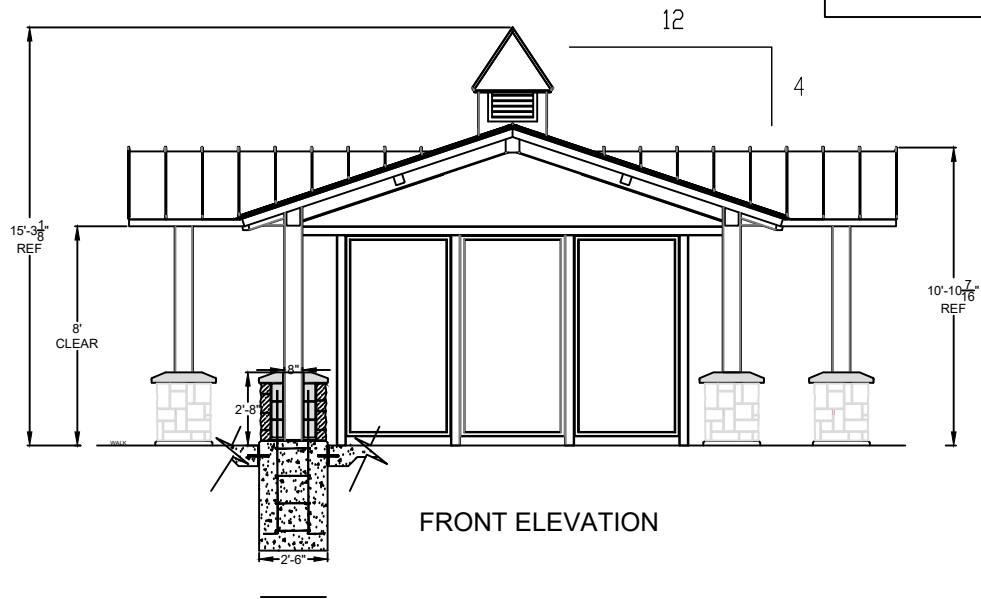 12
4
15'-3 1/8"
REF
10'-10 7/16"
REF
8'
CLEAR
8"
2'-8"
WALK
FRONT ELEVATION
2'-6"